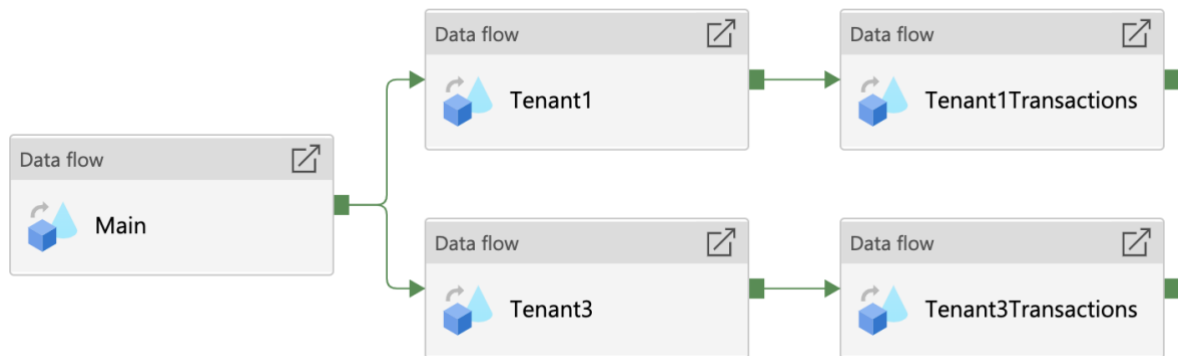 Data flow
Main
Data flow
Tenant1
Data flow
Tenant1Transactions
Data flow
Tenant3
Data flow
Tenant3Transactions